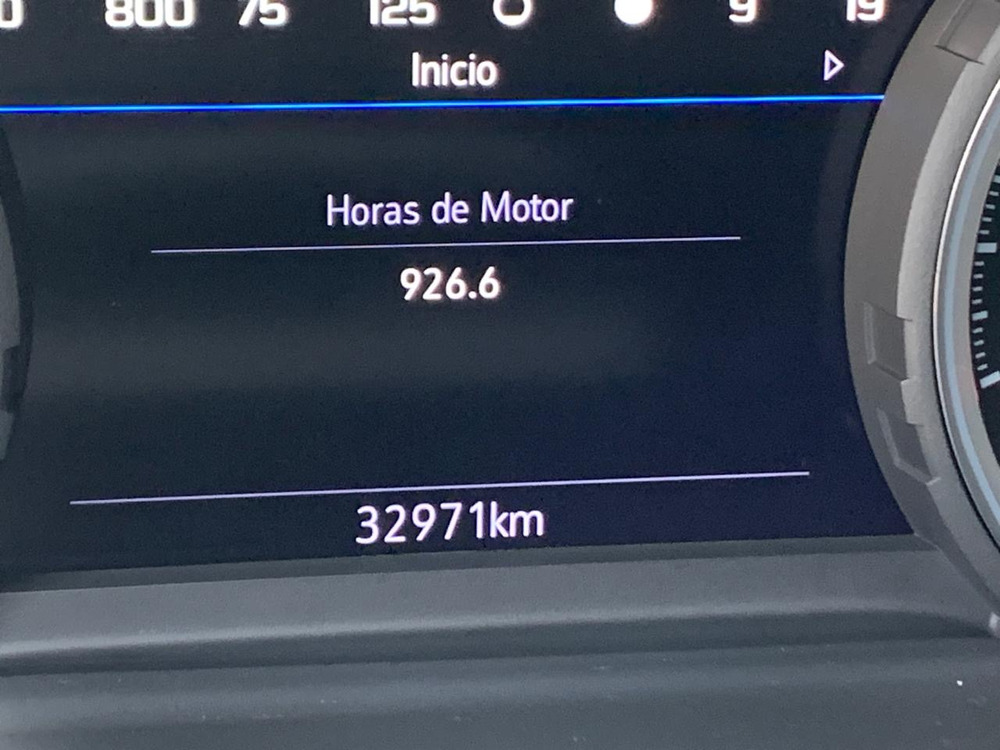 800 75 125 9 19
Inicio
Horas de Motor
926.6
32971km